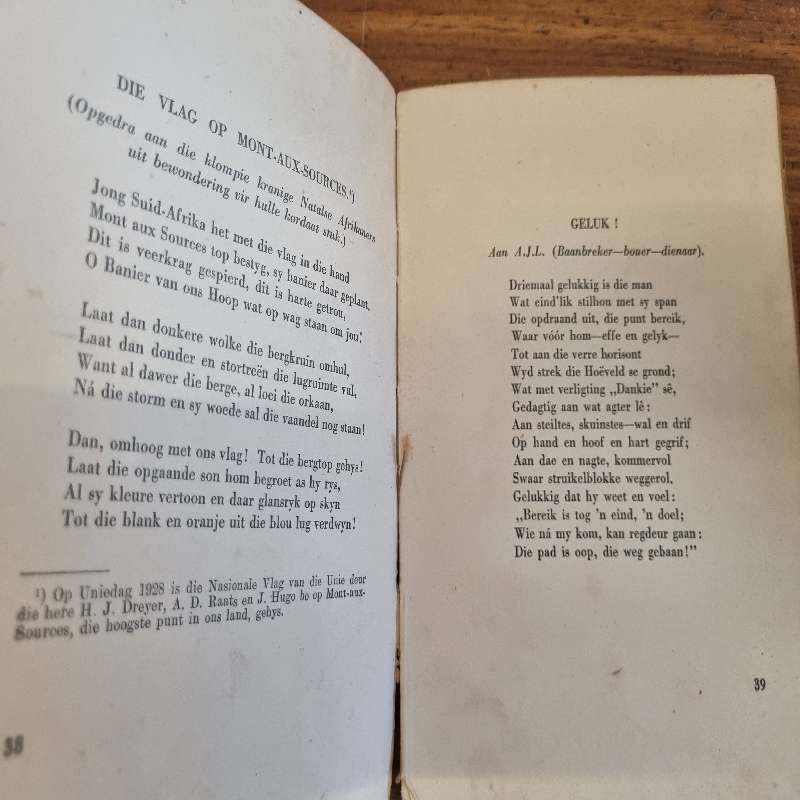 DIE VLAG OP MONT-AUX-SOURCES.¹)
(Opgedra aan die klompie kranige Natalse Afrikaners
uit bewondering vir hulle kordaat stuk.)
Jong Suid-Afrika het met die vlag in die hand
Mont aux Sources top bestyg, sy banier daar geplant.
Dit is veerkrag gespierd, dit is harte getrou,
O Banier van ons Hoop wat op wag staan om jou!
Laat dan donkere wolke die bergkruin omhul,
Laat dan donder en stortreën die lugruimte vul,
Want al dawer die berge, al loei die orkaan,
Ná die storm en sy woede sal die vaandel nog staan!
Dan, omhoog met ons vlag! Tot die bergtop gehys!
Laat die opgaande son hom begroet as hy rys,
Al sy kleure vertoon en daar glansryk op skyn
Tot die blank en oranje uit die blou lug verdwyn!
¹) Op Uniedag 1928 is die Nasionale Vlag van die Unie deur
die here H. J. Dreyer, A. D. Raats en J. Hugo bo op Mont-aux-
Sources, die hoogste punt in ons land, gehys.
38
GELUK!
Aan A.J.L. (Baanbreker—bouer—dienaar).
Driemaal gelukkig is die man
Wat eind'lik stilhou met sy span
Die opdraand uit, die punt bereik,
Waar vóór hom—effe en gelyk—
Tot aan die verre horisont
Wyd strek die Hoëveld se grond;
Wat met verligting „Dankie” sê,
Gedagtig aan wat agter lê:
Aan steiltes, skuinstes—wal en drif
Op hand en hoof en hart gegrif;
Aan dae en nagte, kommervol
Swaar struikelblokke weggerol,
Gelukkig dat hy weet en voel:
„Bereik is tog 'n eind, 'n doel;
Wie ná my kom, kan regdeur gaan:
Die pad is oop, die weg gebaan!”
39